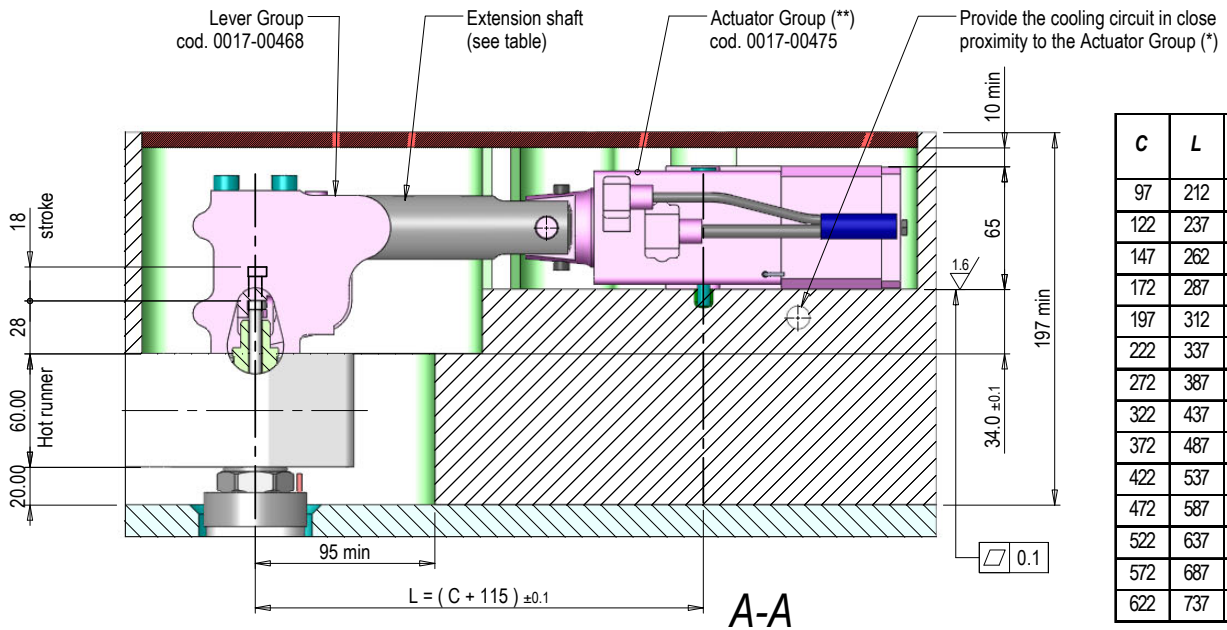 Lever Group
cod. 0017-00468
Extension shaft
(see table)
Actuator Group (**)
cod. 0017-00475
Provide the cooling circuit in close
proximity to the Actuator Group (*)
10 min
18
stroke
65
1.6
28
197 min
60.00
Hot runner
34.0 ±0.1
20.00
95 min
0.1
L = ( C + 115 ) ±0.1
A-A
C L
97 212
122 237
147 262
172 287
197 312
222 337
272 387
322 437
372 487
422 537
472 587
522 637
572 687
622 737